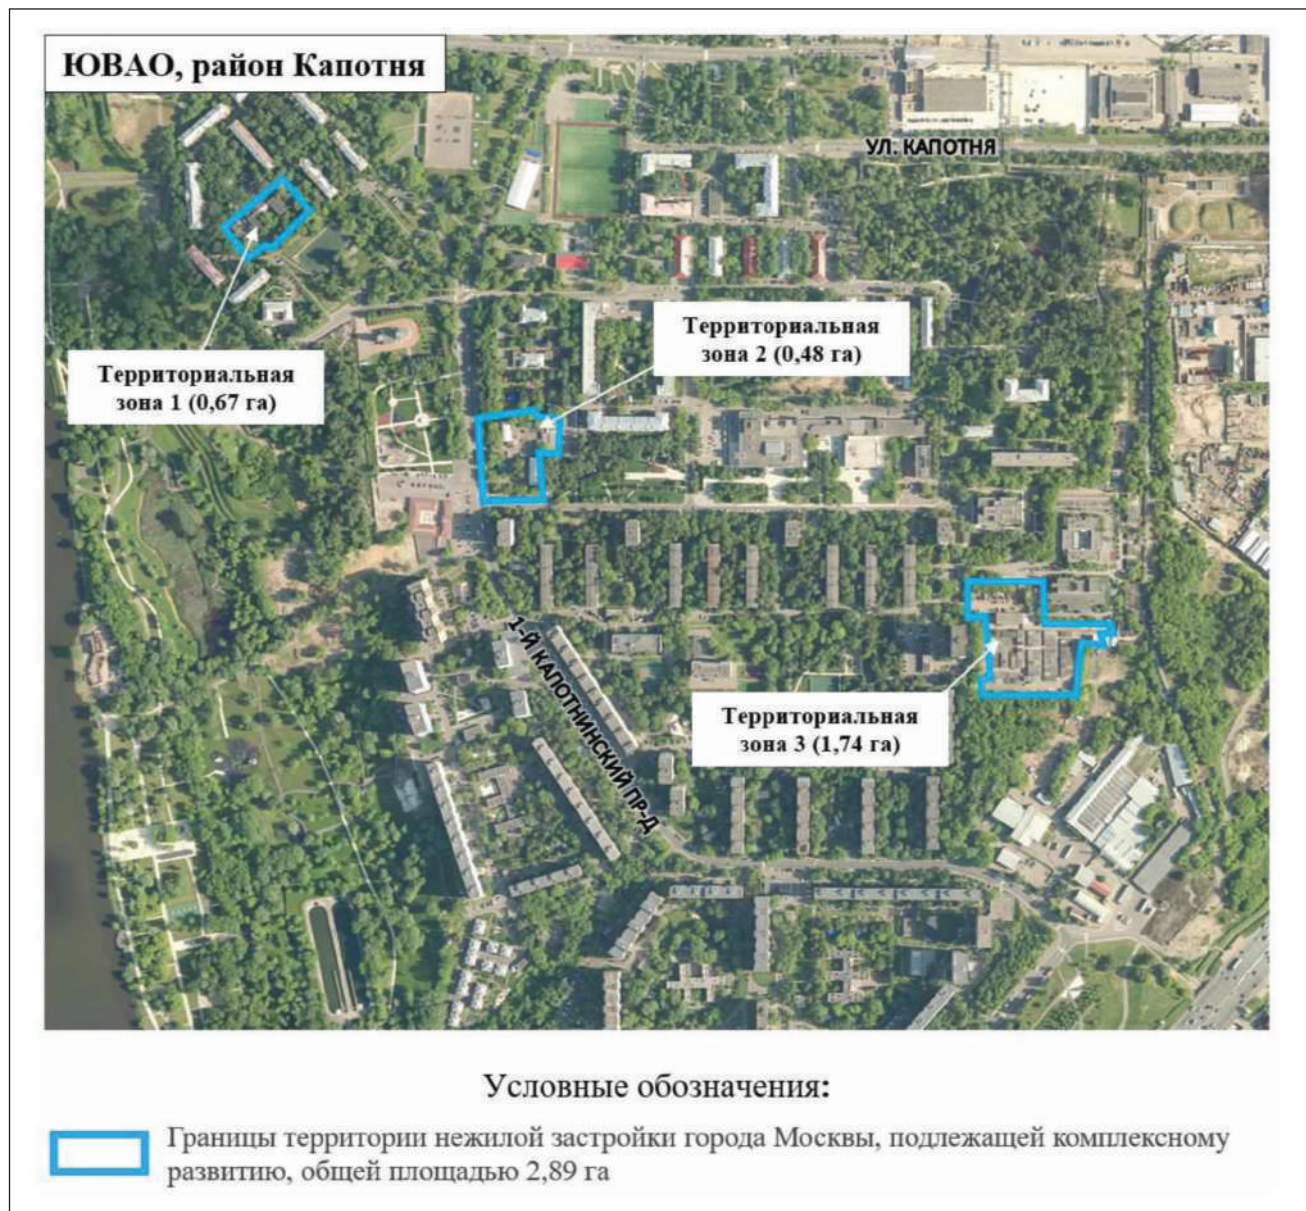 ЮВАО, район Капотня
УЛ. КАПОТНЯ
Территориальная
зона 2 (0,48 га)
Территориальная
зона 1 (0,67 га)
1-Й КАПОТНИНСКИЙ ПР-Д
Территориальная
зона 3 (1,74 га)
Условные обозначения:
Границы территории нежилой застройки города Москвы, подлежащей комплексному
развитию, общей площадью 2,89 га